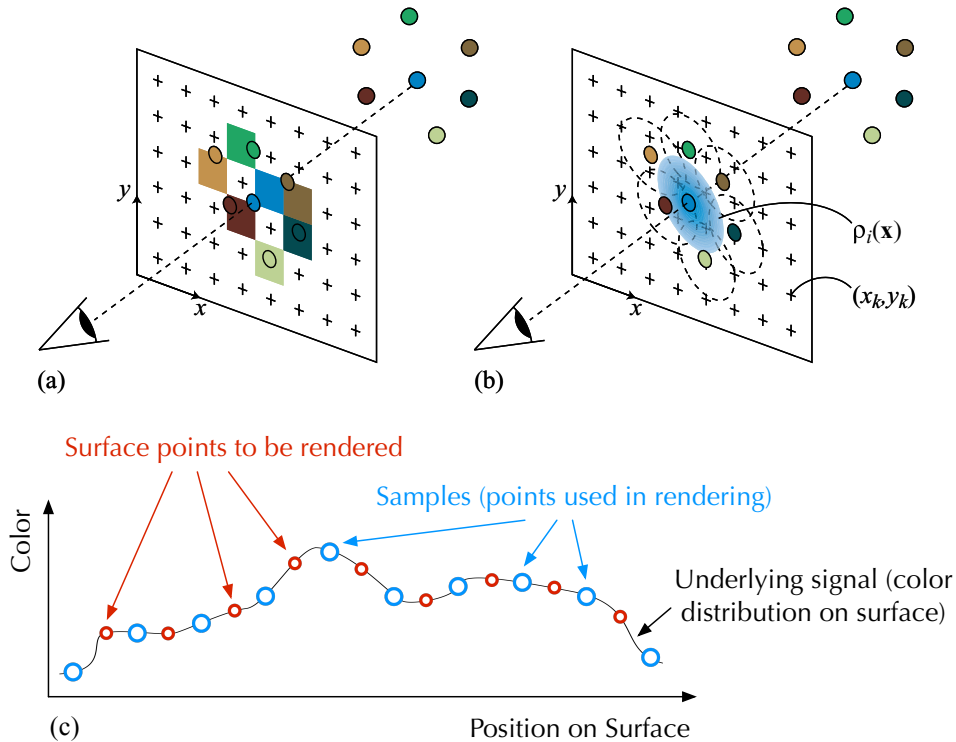 y
x
(a)
y
x
ρi(x)
(xk,yk)
(b)
Surface points to be rendered
Samples (points used in rendering)
Color
Underlying signal (color
distribution on surface)
(c)
Position on Surface